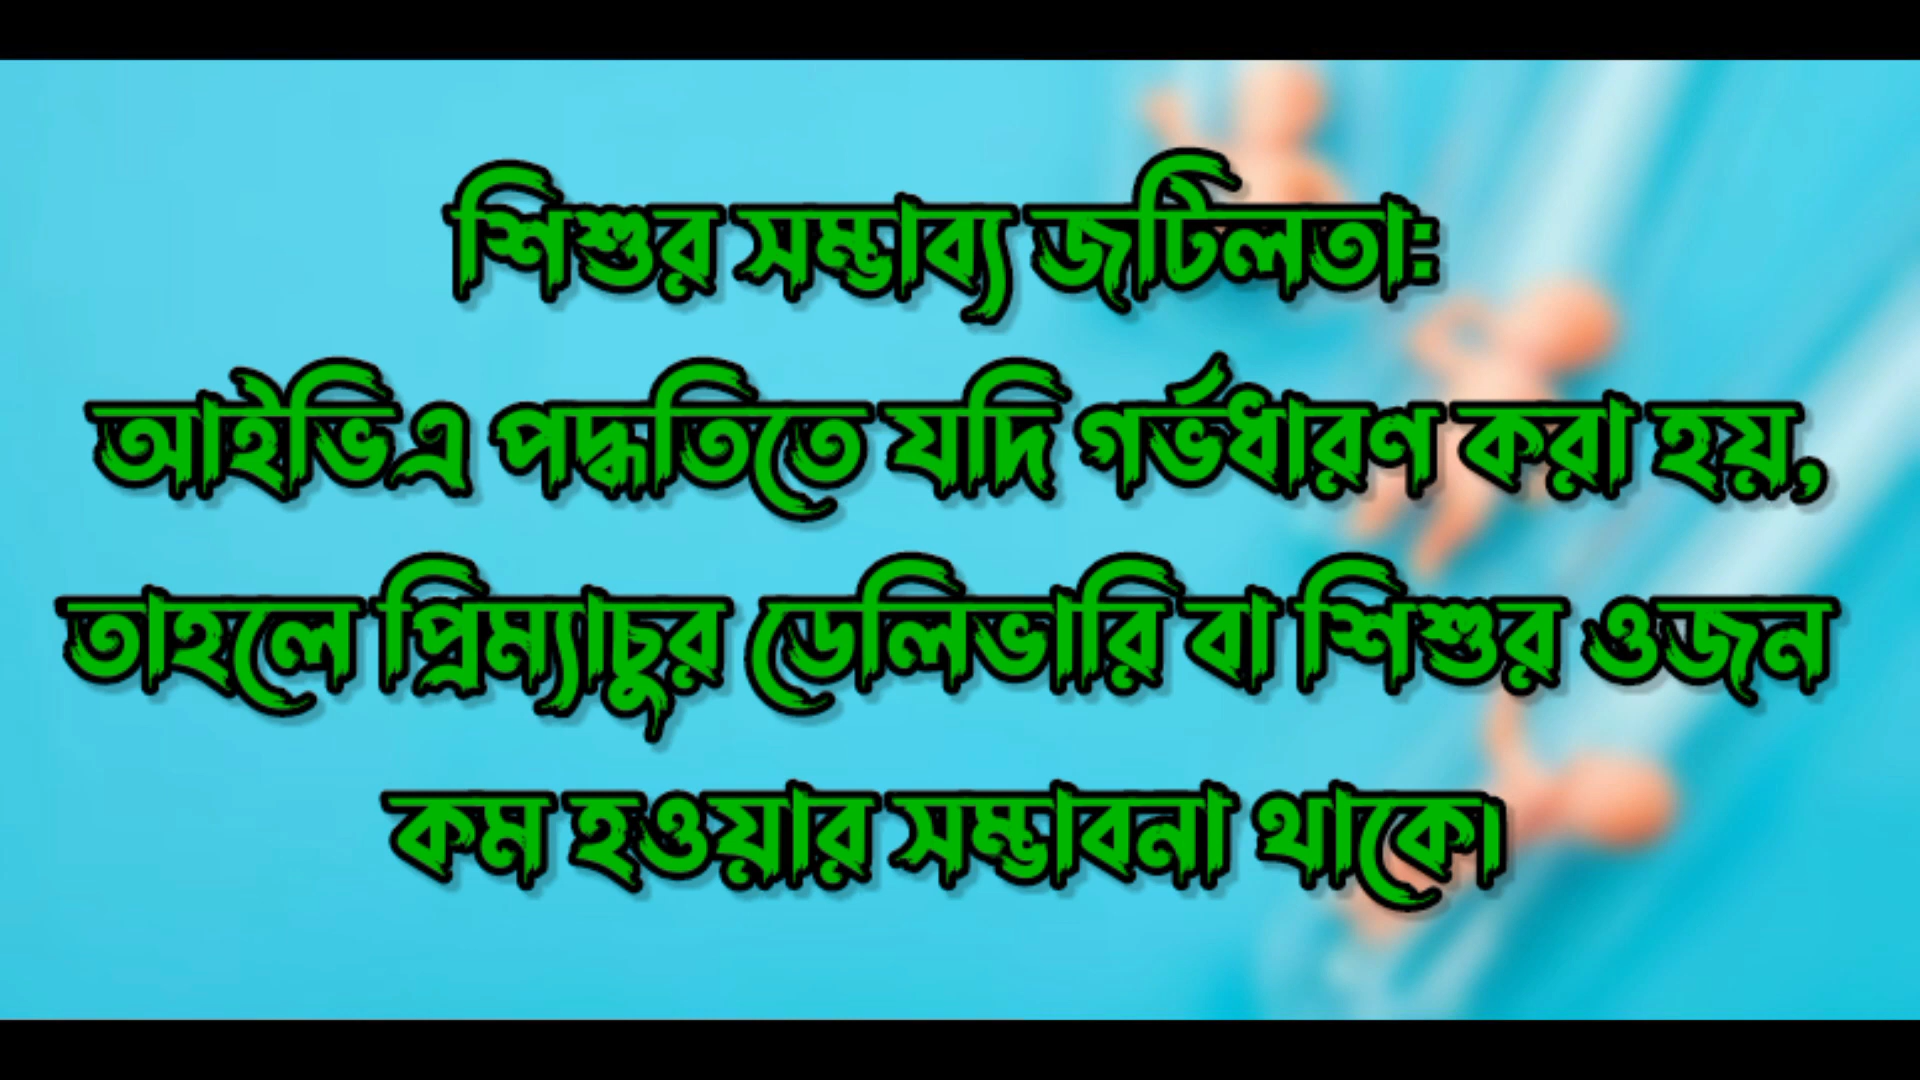 শিশুর সম্ভাব্য জটিলতা:
আইভিএ পদ্ধতিতে যদি গর্ভধারণ করা হয়,
তাহলে প্রিম্যাচুর ডেলিভারি বা শিশুর ওজন
কম হওয়ার সম্ভাবনা থাকে।